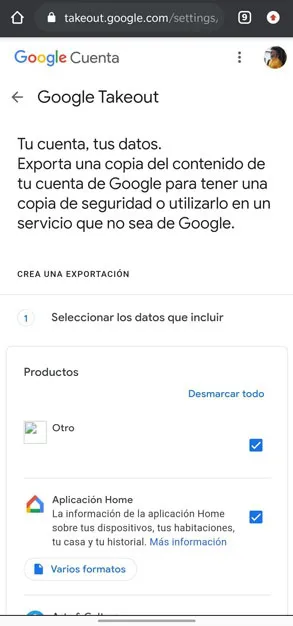 takeout.google.com/settings/
9
Google Cuenta
Google Takeout
Tu cuenta, tus datos.
Exporta una copia del contenido de
tu cuenta de Google para tener una
copia de seguridad o utilizarlo en un
servicio que no sea de Google.
CREA UNA EXPORTACIÓN
1 Seleccionar los datos que incluir
Productos
Desmarcar todo
Otro
Aplicación Home
La información de la aplicación Home
sobre tus dispositivos, tus habitaciones,
tu casa y tu historial. Más información
Varios formatos